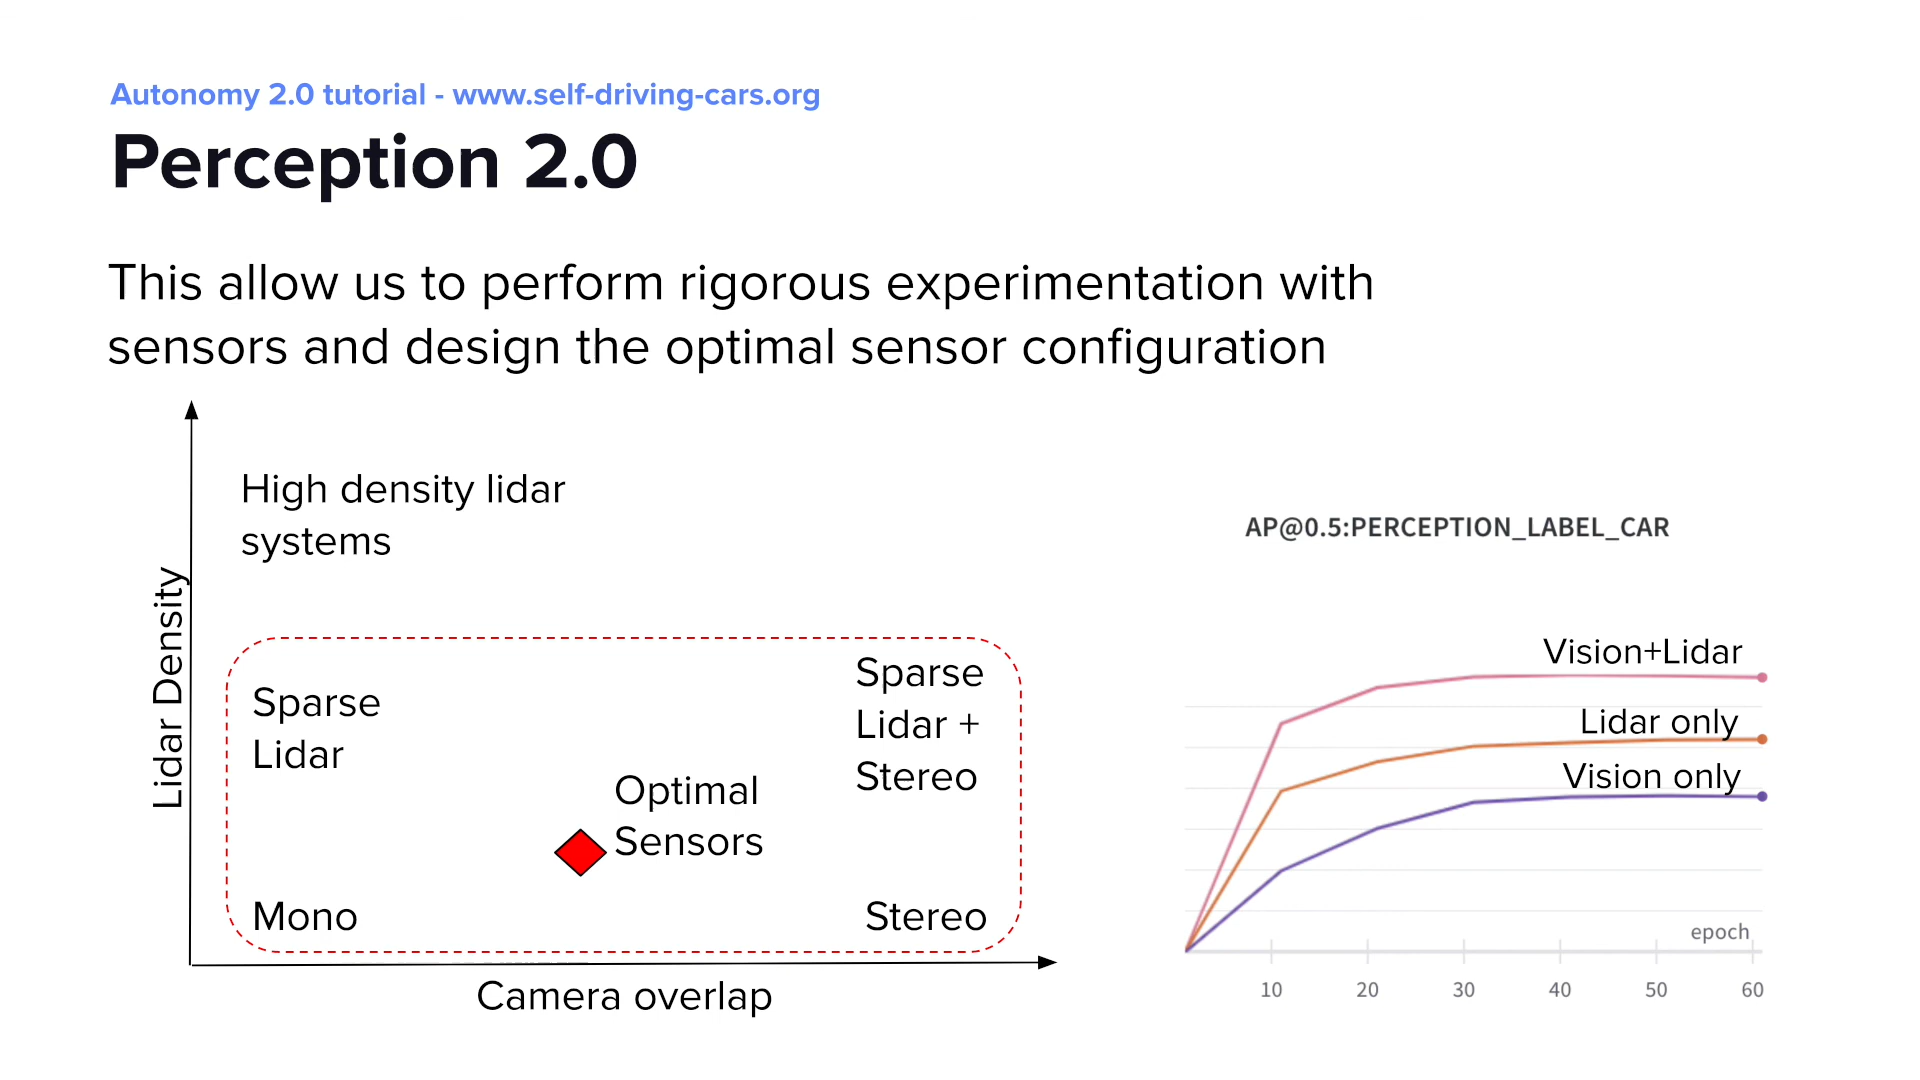 Autonomy 2.0 tutorial - www.self-driving-cars.org
Perception 2.0
This allow us to perform rigorous experimentation with
sensors and design the optimal sensor configuration
Lidar Density
High density lidar
systems
Sparse
Lidar
Sparse
Lidar +
Stereo
Optimal
Sensors
Mono
Stereo
Camera overlap
AP@0.5:PERCEPTION_LABEL_CAR
Vision+Lidar
Lidar only
Vision only
epoch
10 20 30 40 50 60